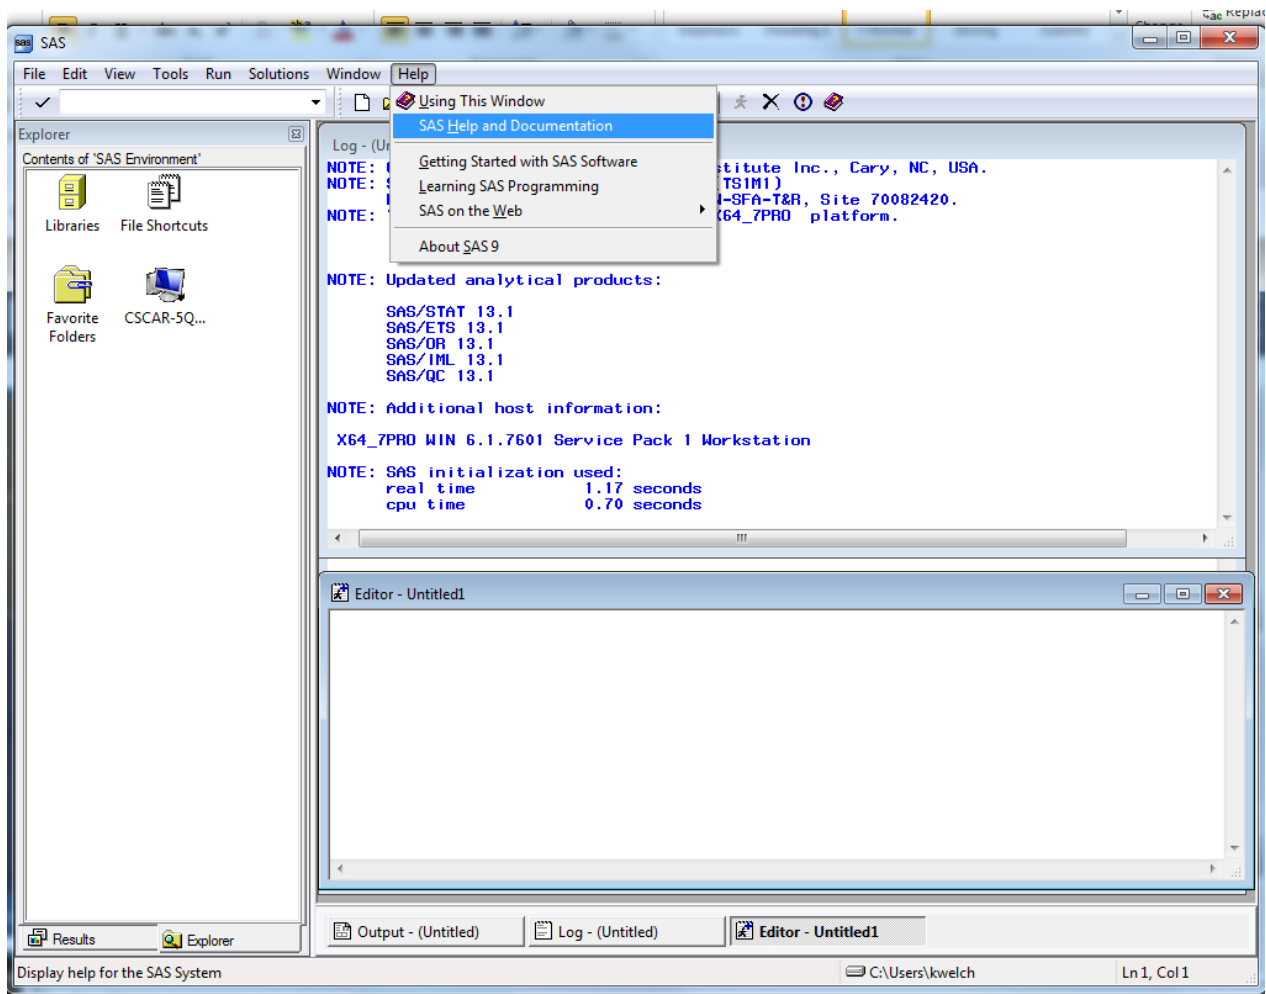 Replac
Change
SAS
File Edit View Tools Run Solutions Window Help
Using This Window
SAS Help and Documentation
Getting Started with SAS Software
Learning SAS Programming
SAS on the Web
About SAS 9
Explorer
Contents of 'SAS Environment'
Libraries
File Shortcuts
Favorite
Folders
CSCAR-5Q...
Results
Explorer
Log - (Un
NOTE: stitute Inc., Cary, NC, USA.
NOTE: (TS1M1)
-SFA-T&R, Site 70082420.
NOTE: X64_7PRO platform.
NOTE: Updated analytical products:
SAS/STAT 13.1
SAS/ETS 13.1
SAS/OR 13.1
SAS/IML 13.1
SAS/QC 13.1
NOTE: Additional host information:
X64_7PRO WIN 6.1.7601 Service Pack 1 Workstation
NOTE: SAS initialization used:
real time 1.17 seconds
cpu time 0.70 seconds
Editor - Untitled1
Output - (Untitled)
Log - (Untitled)
Editor - Untitled1
Display help for the SAS System
C:\Users\kwelch
Ln 1, Col 1